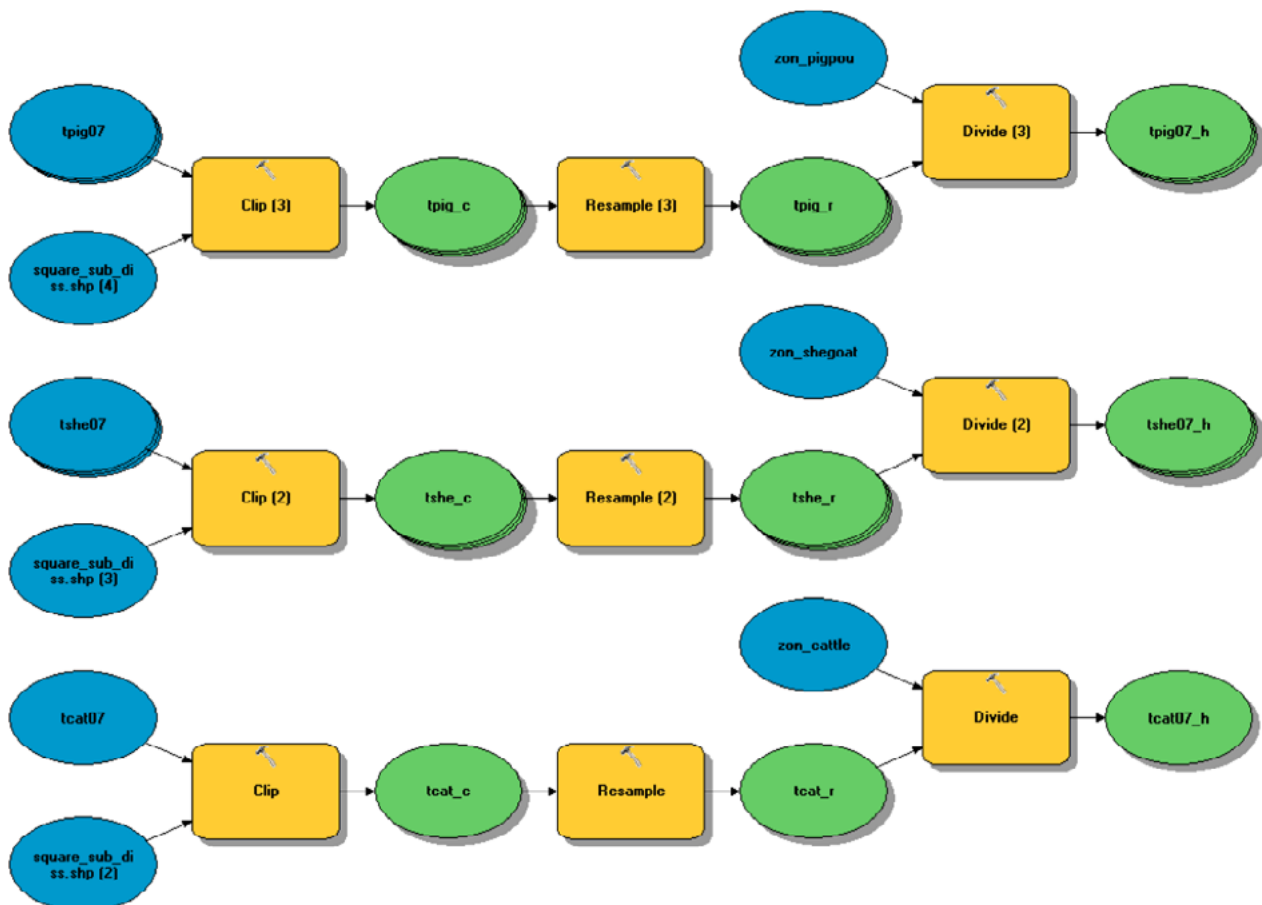 zon_pigpou
tpig07
Divide (3)
tpig07_h
Clip (3)
tpig_c
Resample (3)
tpig_r
square_sub_di
ss.shp (4)
zon_shegoat
tshe07
Divide (2)
tshe07_h
Clip (2)
tshe_c
Resample (2)
tshe_r
square_sub_di
ss.shp (3)
zon_cattle
tcat07
Divide
tcat07_h
Clip
tcat_c
Resample
tcat_r
square_sub_di
ss.shp (2)